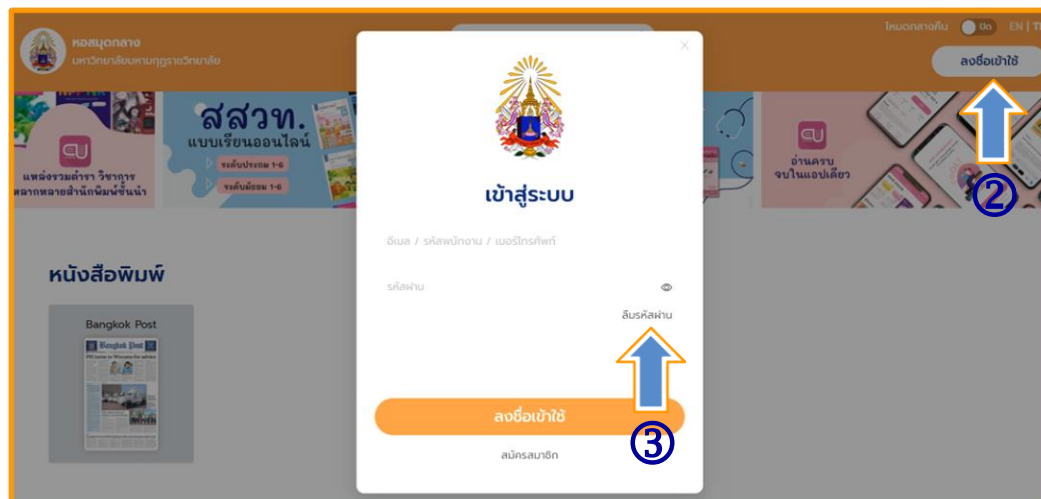 หอสมุดกลาง
มหาวิทยาลัยมหามกุฏราชวิทยาลัย
โหมดกลางคืน ปิด EN |
ลงชื่อเข้าใช้
②
แหล่งรวมตำรา วิชาการ
หลากหลายสำนักพิมพ์ชั้นนำ
สสวท.
แบบเรียนออนไลน์
ระดับประถม 1-6
ระดับมัธยม 1-6
อ่านครบ
จบในแอปเดียว
เข้าสู่ระบบ
อีเมล / รหัสพนักงาน / เบอร์โทรศัพท์
รหัสผ่าน
ลืมรหัสผ่าน
③
ลงชื่อเข้าใช้
สมัครสมาชิก
หนังสือพิมพ์
Bangkok Post
Bangkok Post